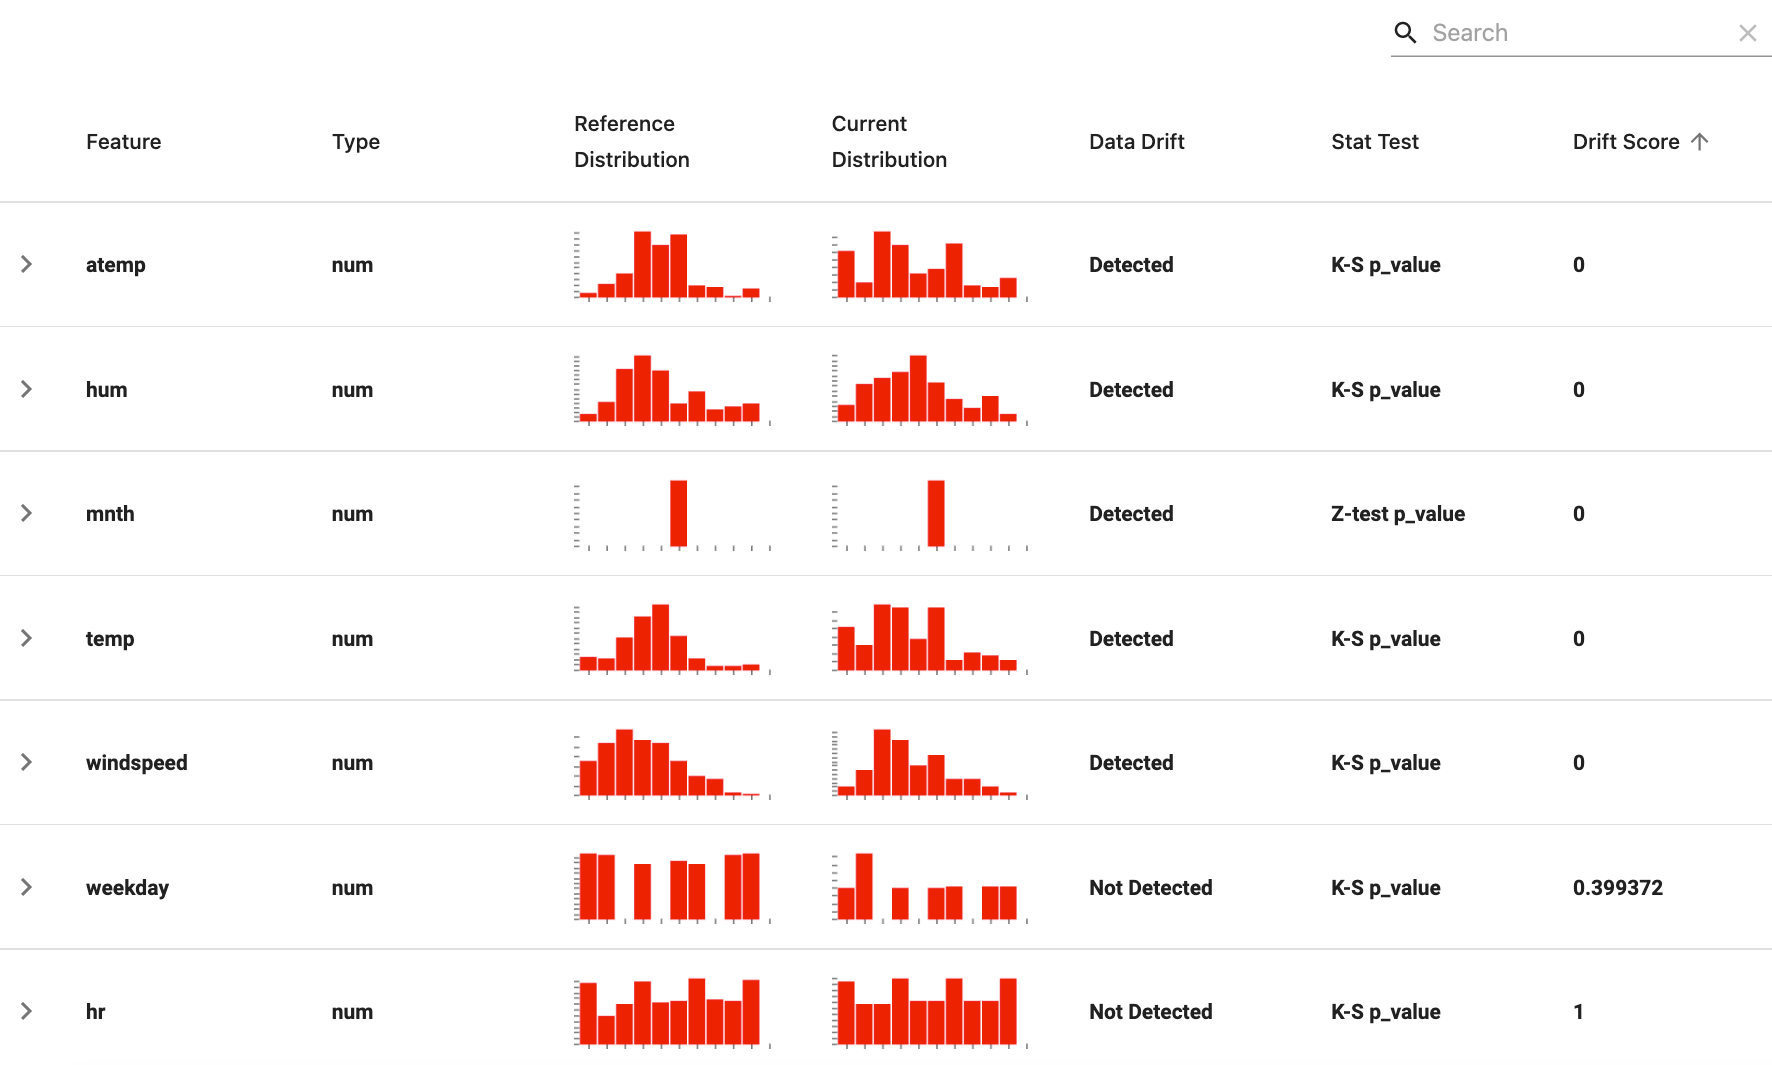 Search
Feature Type Reference Distribution Current Distribution Data Drift Stat Test Drift Score
atemp num Detected K-S p_value 0
hum num Detected K-S p_value 0
mnth num Detected Z-test p_value 0
temp num Detected K-S p_value 0
windspeed num Detected K-S p_value 0
weekday num Not Detected K-S p_value 0.399372
hr num Not Detected K-S p_value 1